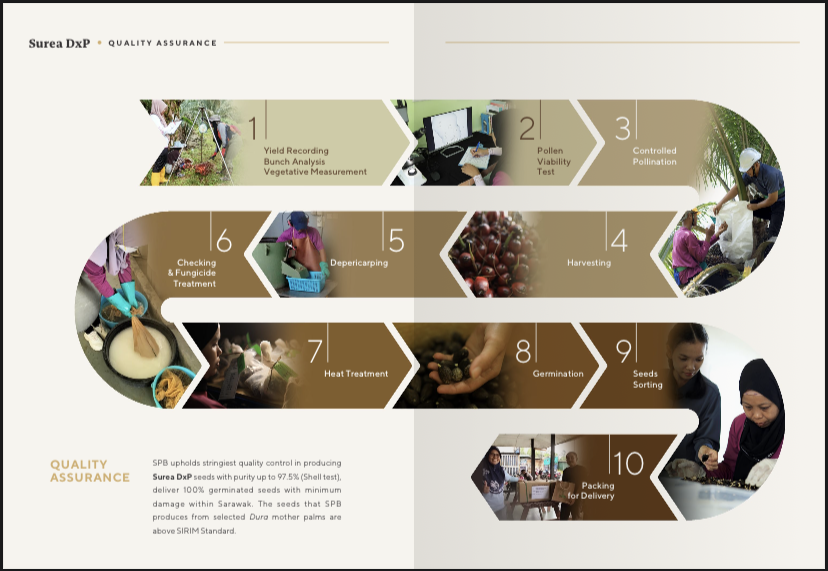 Surea DxP • QUALITY ASSURANCE
1
Yield Recording
Bunch Analysis
Vegetative Measurement
2
Pollen
Viability
Test
3
Controlled
Pollination
4
Harvesting
5
Depericarping
6
Checking
& Fungicide
Treatment
7
Heat Treatment
8
Germination
9
Seeds
Sorting
10
Packing
for Delivery
QUALITY
ASSURANCE
SPB upholds stringiest quality control in producing
Surea DxP seeds with purity up to 97.5% (Shell test),
deliver 100% germinated seeds with minimum
damage within Sarawak. The seeds that SPB
produces from selected Dura mother palms are
above SIRIM Standard.